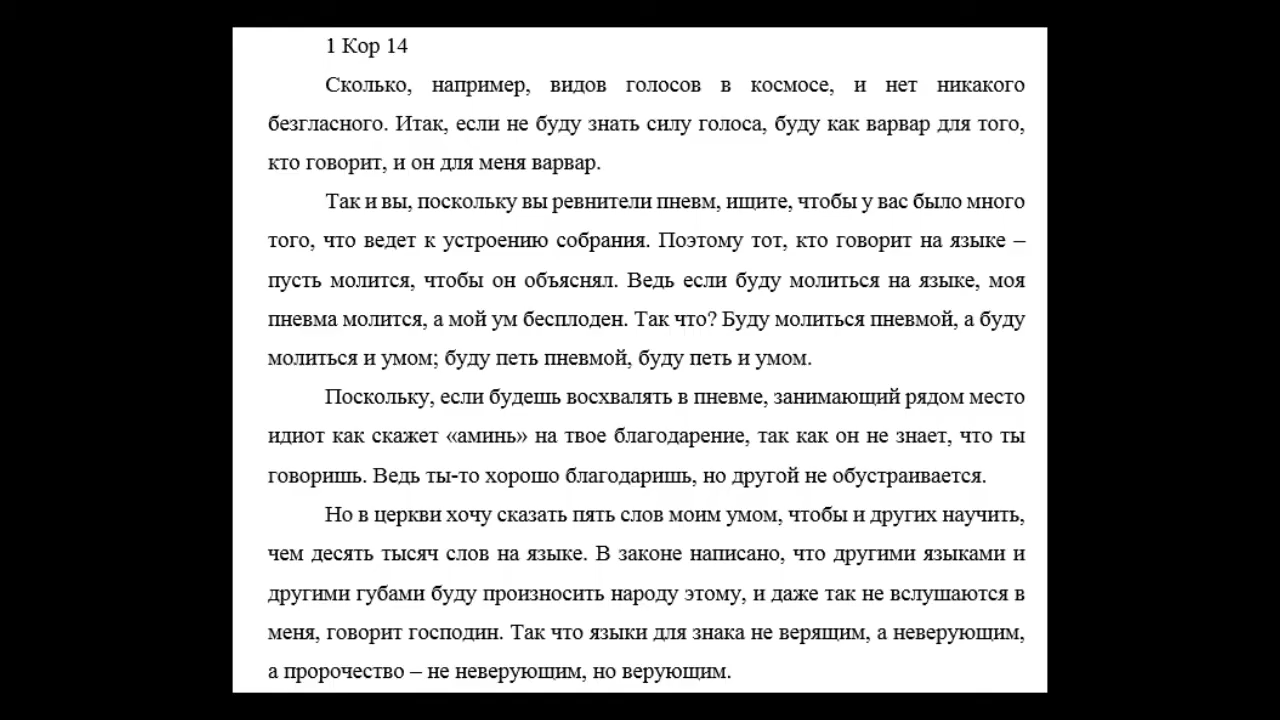 1 Кор 14
Сколько, например, видов голосов в космосе, и нет никакого
безгласного. Итак, если не буду знать силу голоса, буду как варвар для того,
кто говорит, и он для меня варвар.
Так и вы, поскольку вы ревнители пневм, ищите, чтобы у вас было много
того, что ведет к устроению собрания. Поэтому тот, кто говорит на языке –
пусть молится, чтобы он объяснял. Ведь если буду молиться на языке, моя
пневма молится, а мой ум бесплоден. Так что? Буду молиться пневмой, а буду
молиться и умом; буду петь пневмой, буду петь и умом.
Поскольку, если будешь восхвалять в пневме, занимающий рядом место
идиот как скажет «аминь» на твое благодарение, так как он не знает, что ты
говоришь. Ведь ты-то хорошо благодаришь, но другой не обустраивается.
Но в церкви хочу сказать пять слов моим умом, чтобы и других научить,
чем десять тысяч слов на языке. В законе написано, что другими языками и
другими губами буду произносить народу этому, и даже так не вслушаются в
меня, говорит господин. Так что языки для знака не верящим, а неверующим,
а пророчество – не неверующим, но верующим.